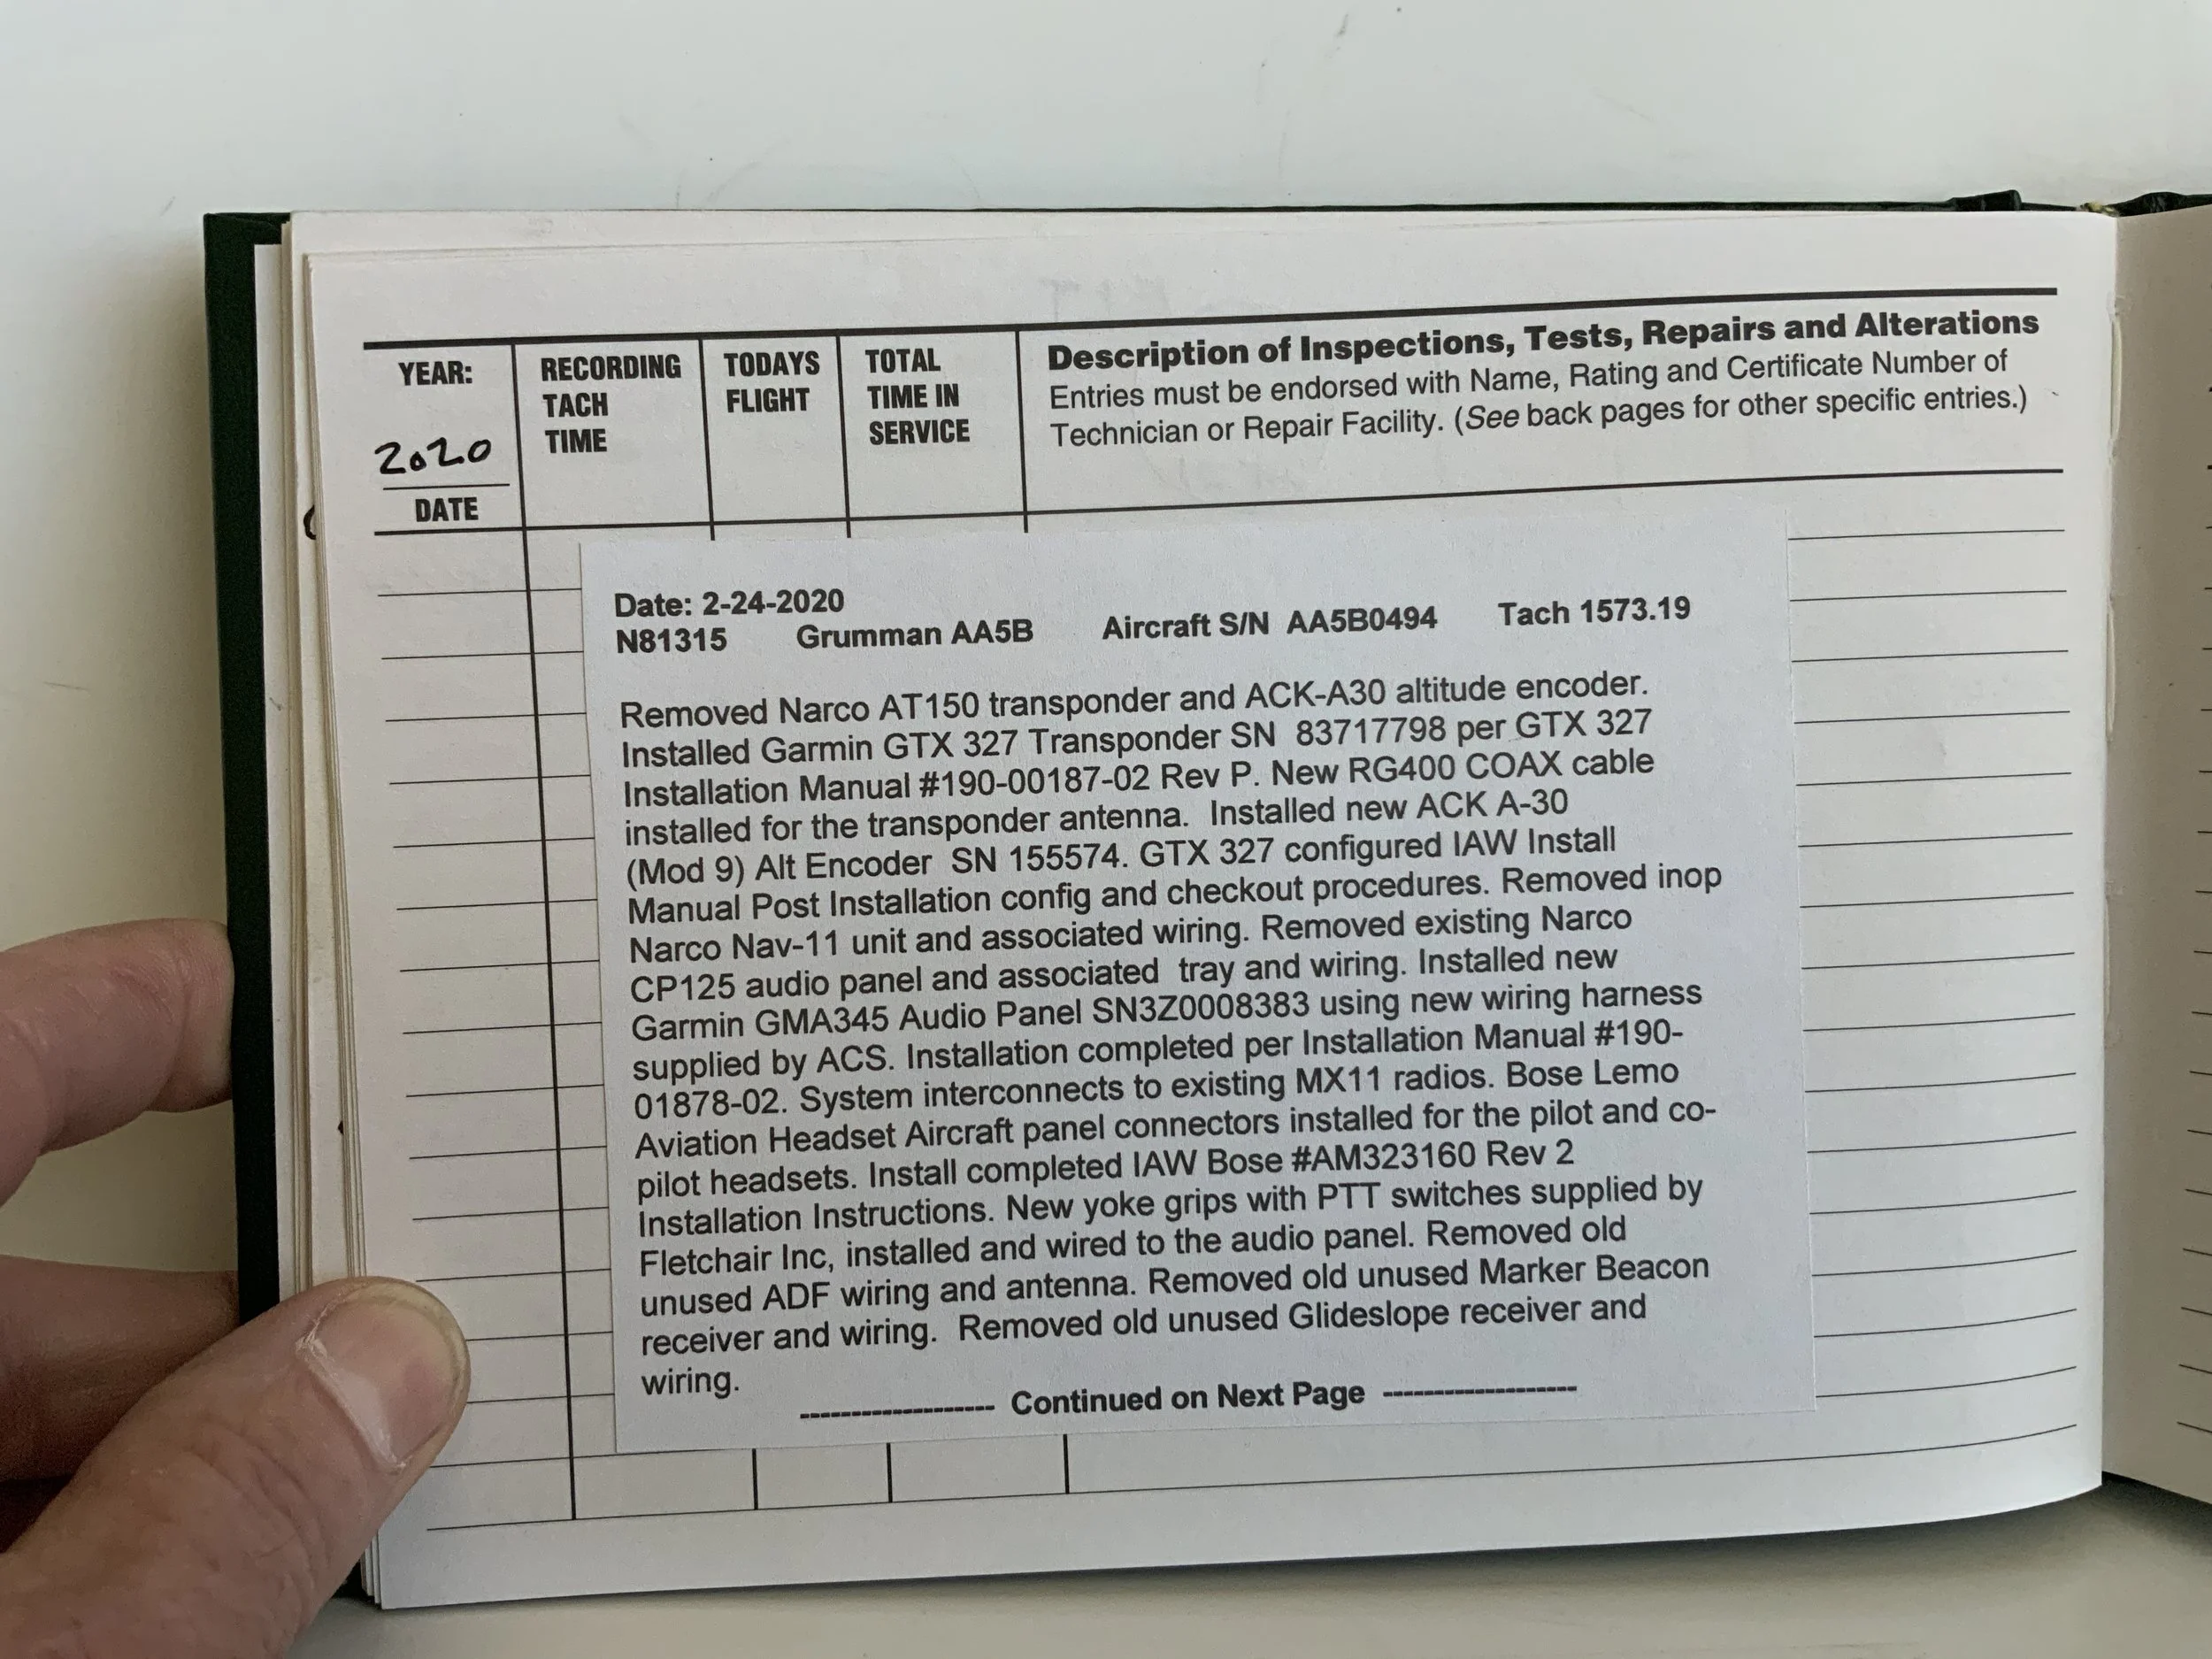 YEAR:
2020
DATE
RECORDING
TACH
TIME
TODAYS
FLIGHT
TOTAL
TIME IN
SERVICE
Description of Inspections, Tests, Repairs and Alterations
Entries must be endorsed with Name, Rating and Certificate Number of
Technician or Repair Facility. (See back pages for other specific entries.)
Date: 2-24-2020
N81315 Grumman AA5B Aircraft S/N AA5B0494 Tach 1573.19
Removed Narco AT150 transponder and ACK-A30 altitude encoder.
Installed Garmin GTX 327 Transponder SN 83717798 per GTX 327
Installation Manual #190-00187-02 Rev P. New RG400 COAX cable
installed for the transponder antenna. Installed new ACK A-30
(Mod 9) Alt Encoder SN 155574. GTX 327 configured IAW Install
Manual Post Installation config and checkout procedures. Removed inop
Narco Nav-11 unit and associated wiring. Removed existing Narco
CP125 audio panel and associated tray and wiring. Installed new
Garmin GMA345 Audio Panel SN3Z0008383 using new wiring harness
supplied by ACS. Installation completed per Installation Manual #190-
01878-02. System interconnects to existing MX11 radios. Bose Lemo
Aviation Headset Aircraft panel connectors installed for the pilot and co-
pilot headsets. Install completed IAW Bose #AM323160 Rev 2
Installation Instructions. New yoke grips with PTT switches supplied by
Fletchair Inc, installed and wired to the audio panel. Removed old
unused ADF wiring and antenna. Removed old unused Marker Beacon
receiver and wiring. Removed old unused Glideslope receiver and
wiring.
------------------- Continued on Next Page -------------------